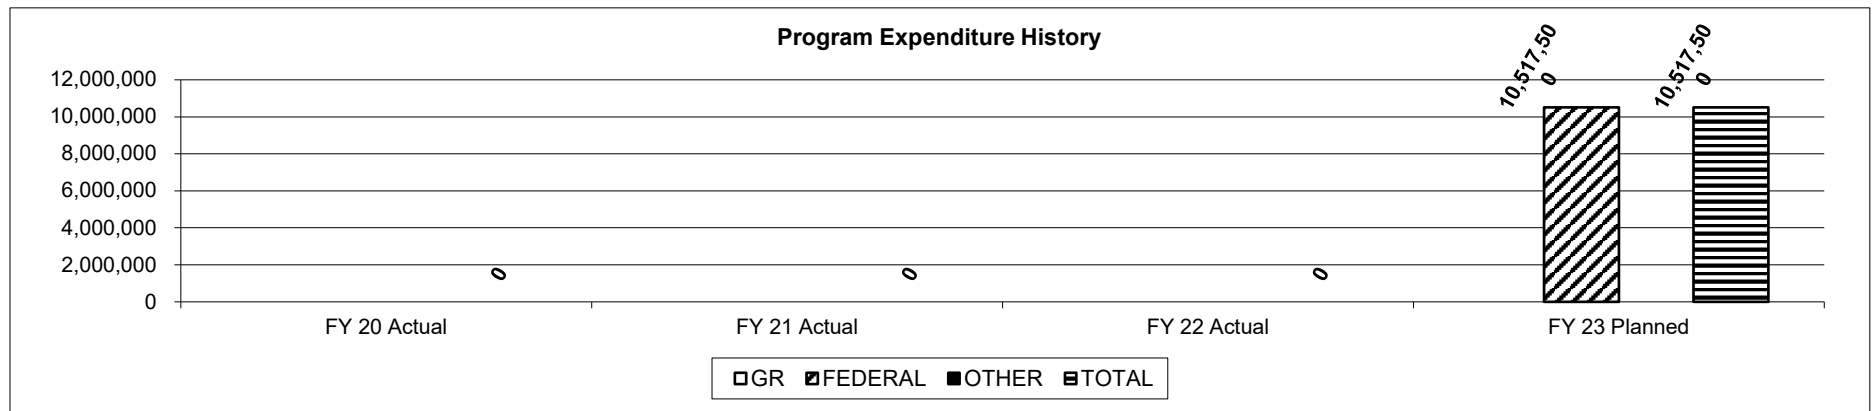 Program Expenditure History
10,517,50
0
10,517,50
0
12,000,000
10,000,000
8,000,000
6,000,000
4,000,000
2,000,000
0
0
0
0
FY 20 Actual
FY 21 Actual
FY 22 Actual
FY 23 Planned
GR FEDERAL OTHER TOTAL